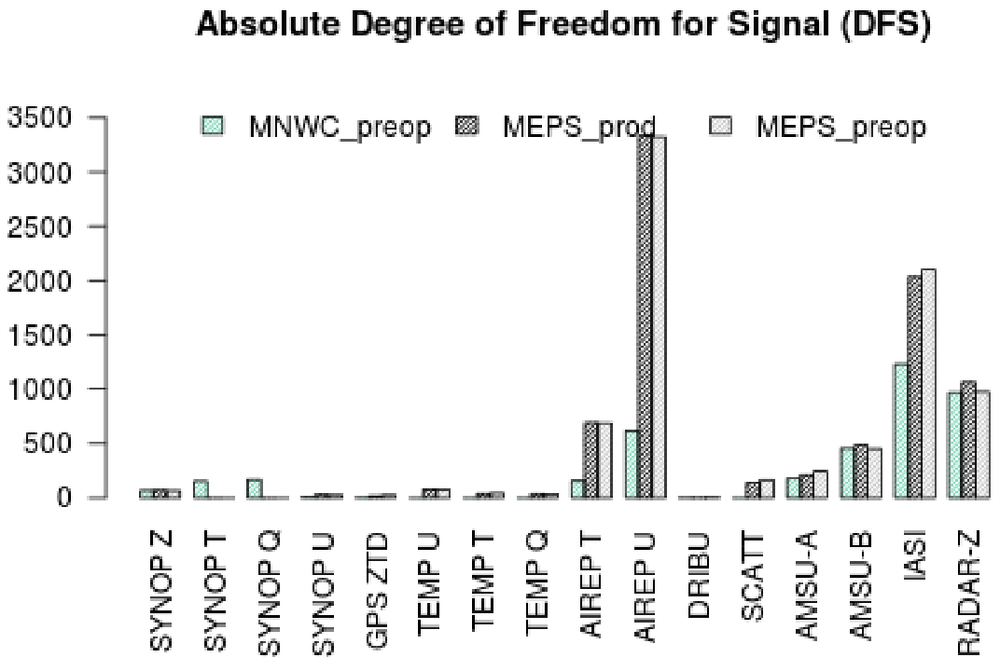 Absolute Degree of Freedom for Signal (DFS)
MNWC_preop MEPS_prod MEPS_preop
3500
3000
2500
2000
1500
1000
500
0
SYNOP Z
SYNOP T
SYNOP Q
SYNOP U
GPS ZTD
TEMP U
TEMP T
TEMP Q
AIREP T
AIREP U
DRIBU
SCATT
AMSU-A
AMSU-B
IASI
RADAR-Z